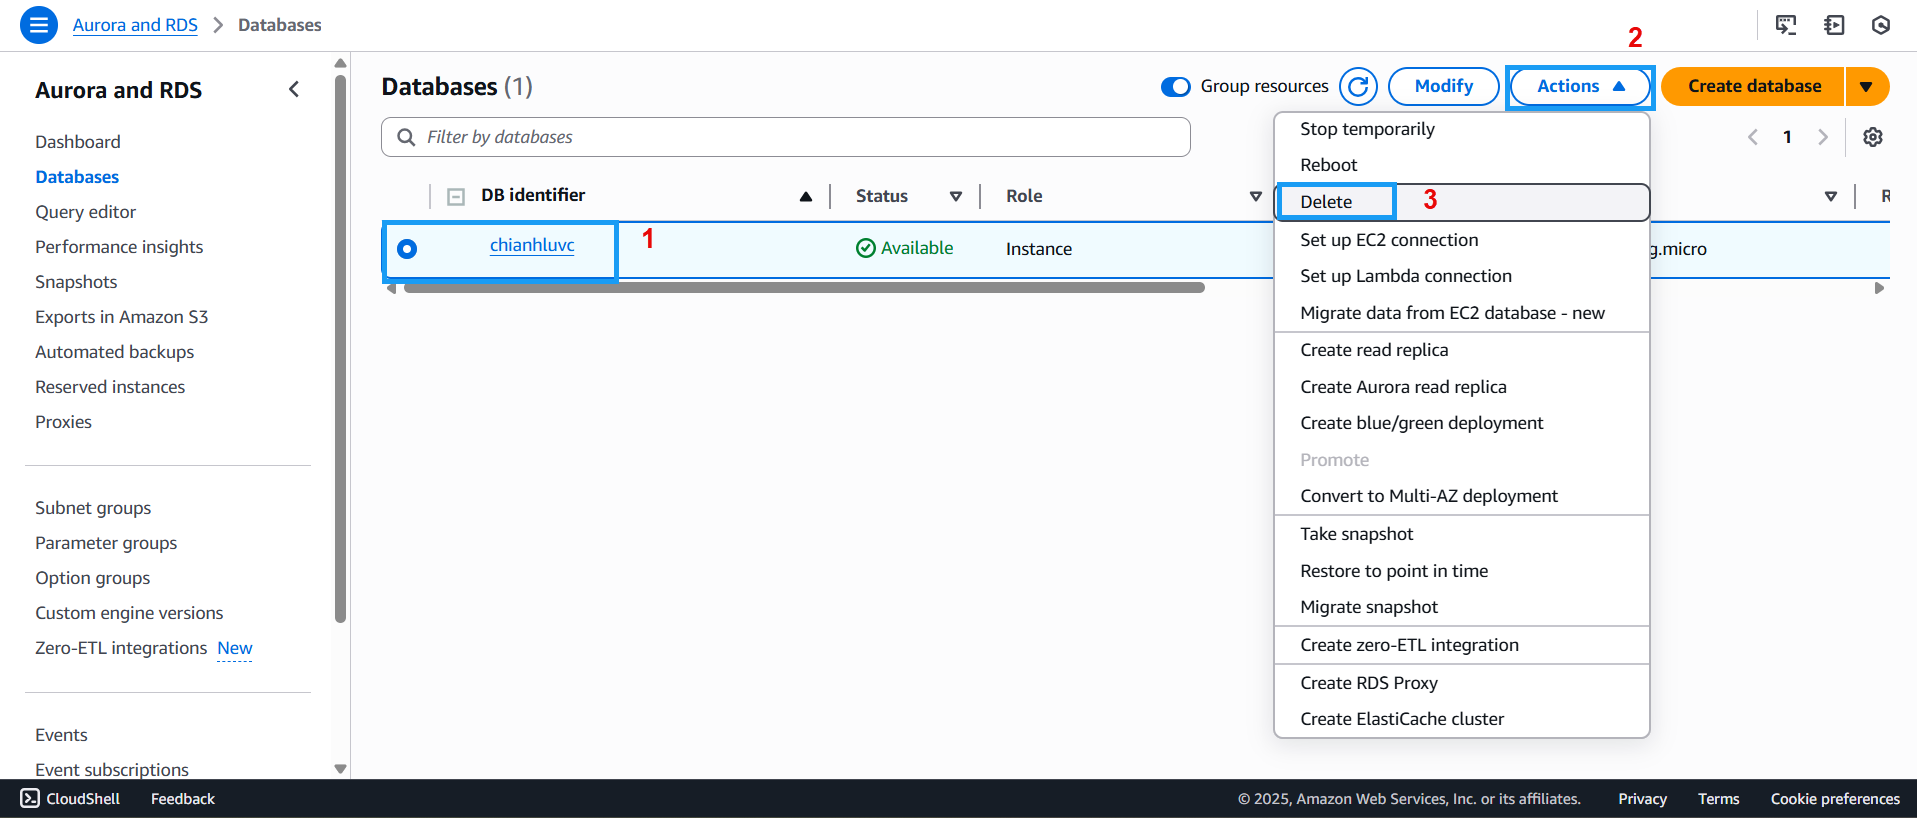 Aurora and RDS > Databases
2
Aurora and RDS
Dashboard
Databases
Query editor
Performance insights
Snapshots
Exports in Amazon S3
Automated backups
Reserved instances
Proxies
Subnet groups
Parameter groups
Option groups
Custom engine versions
Zero-ETL integrations New
Events
Event subscriptions
Databases (1)
Group resources
Modify
Actions
Create database
Filter by databases
1
DB identifier
Status
Role
R
chianhluvc
1
Available
Instance
g.micro
Stop temporarily
Reboot
Delete
3
Set up EC2 connection
Set up Lambda connection
Migrate data from EC2 database - new
Create read replica
Create Aurora read replica
Create blue/green deployment
Promote
Convert to Multi-AZ deployment
Take snapshot
Restore to point in time
Migrate snapshot
Create zero-ETL integration
Create RDS Proxy
Create ElastiCache cluster
CloudShell
Feedback
© 2025, Amazon Web Services, Inc. or its affiliates.
Privacy
Terms
Cookie preferences